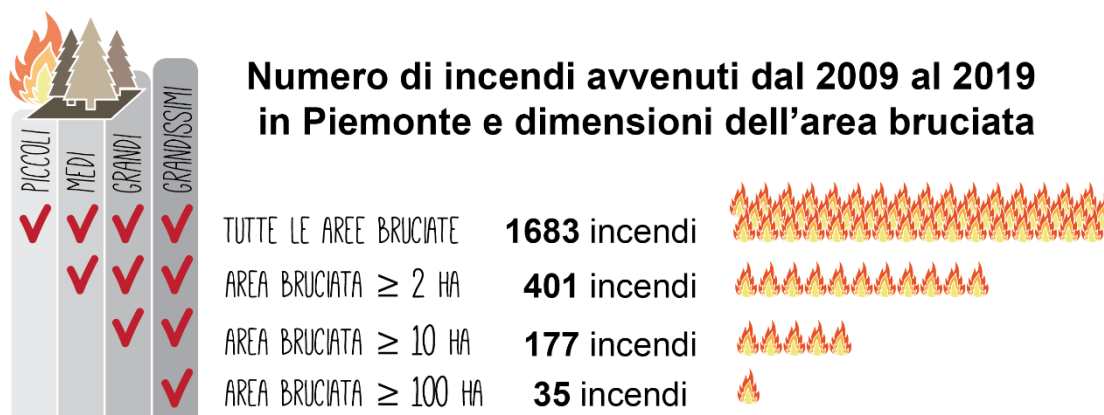 Numero di incendi avvenuti dal 2009 al 2019
in Piemonte e dimensioni dell'area bruciata
PICCOLI
MEDI
GRANDI
GRANDISSIMI
TUTTE LE AREE BRUCIATE 1683 incendi
AREA BRUCIATA ≥ 2 HA 401 incendi
AREA BRUCIATA ≥ 10 HA 177 incendi
AREA BRUCIATA ≥ 100 HA 35 incendi